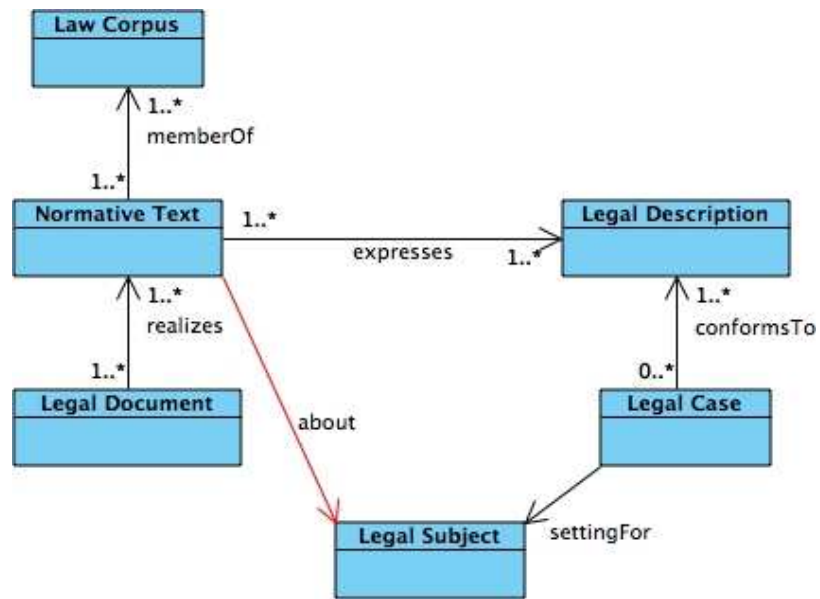 Law Corpus
1..*
memberOf
1..*
Normative Text
1..*
expresses
1..*
Legal Description
1..*
realizes
1..*
Legal Document
1..*
conformsTo
0..*
Legal Case
about
settingFor
Legal Subject